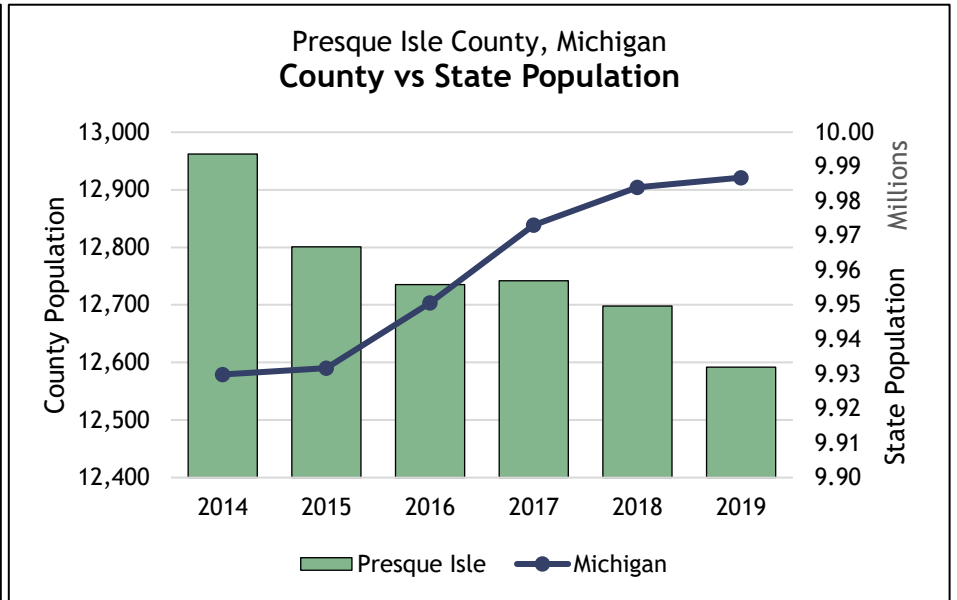 Presque Isle County, Michigan
County vs State Population
13,000
12,900
12,800
12,700
12,600
12,500
12,400
County Population
10.00
9.99
9.98
9.97
9.96
9.95
9.94
9.93
9.92
9.91
9.90
Millions
State Population
2014 2015 2016 2017 2018 2019
Presque Isle Michigan